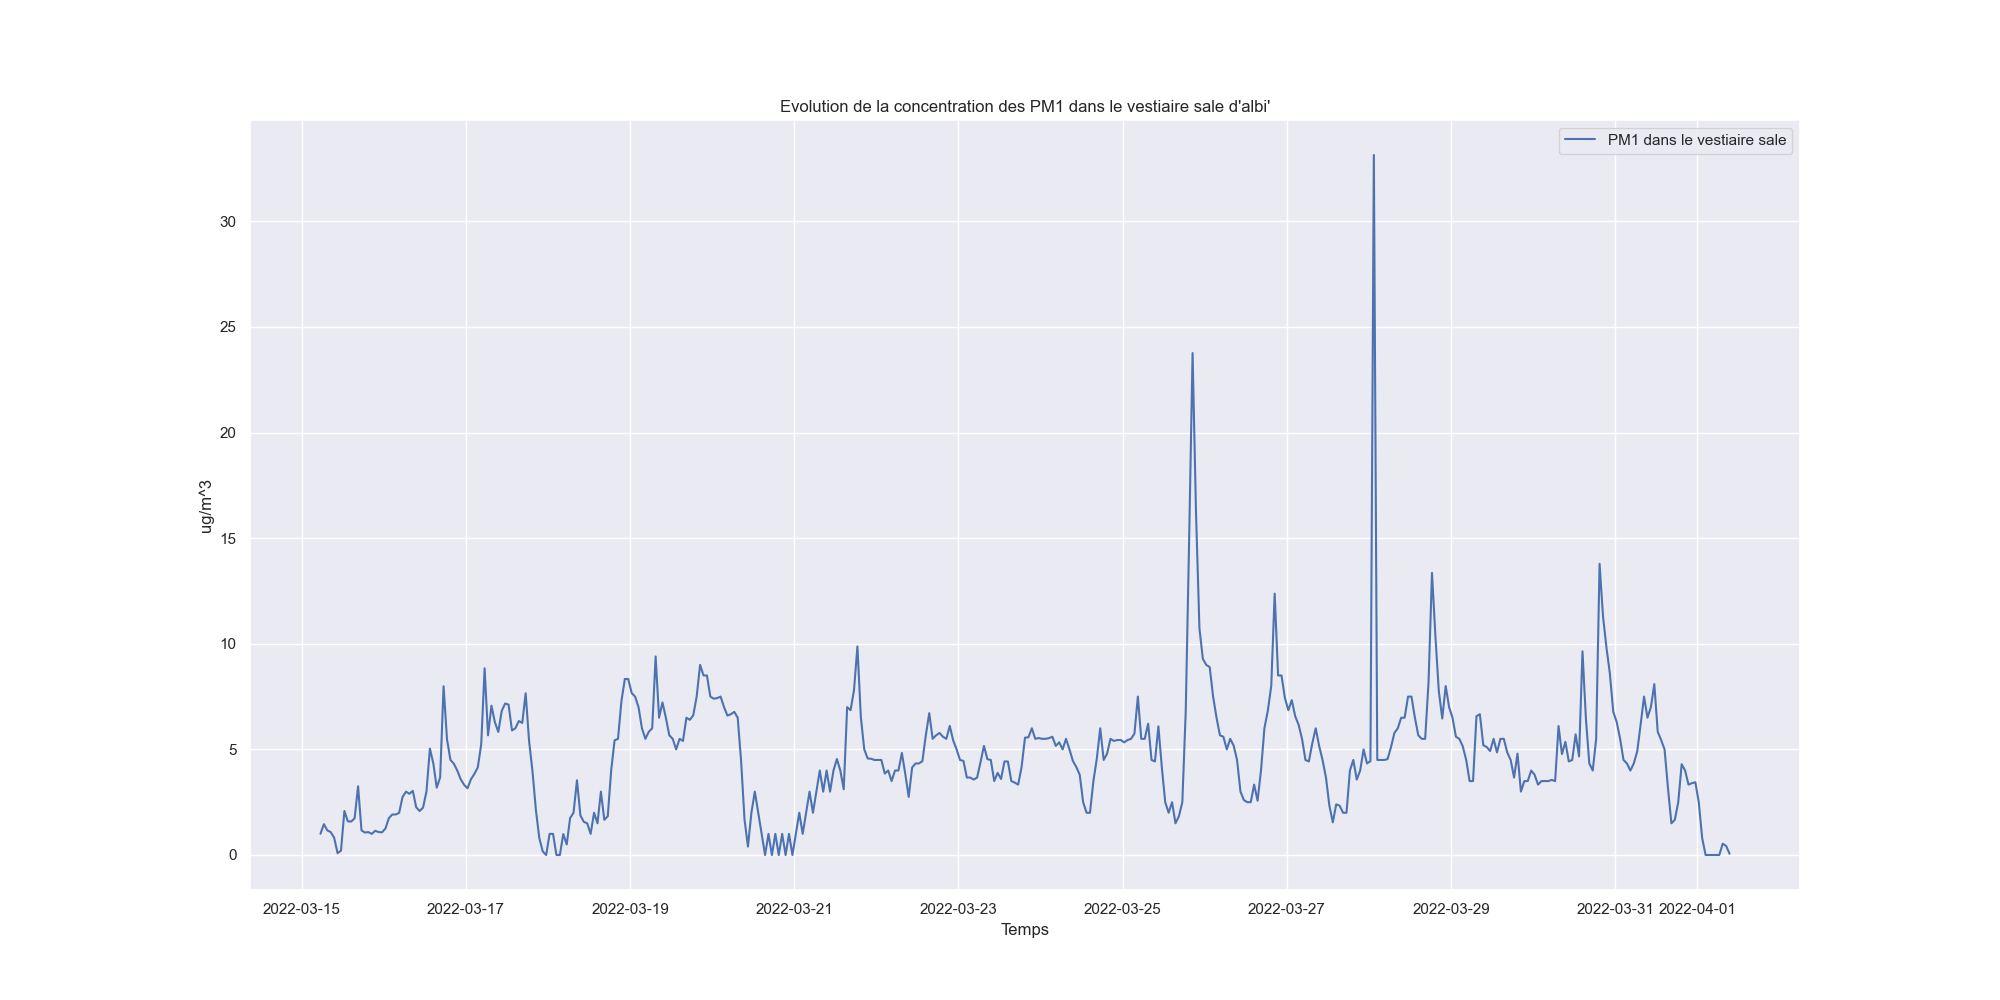 Evolution de la concentration des PM1 dans le vestiaire sale d'albi'
PM1 dans le vestiaire sale
30
25
20
15
10
5
0
ug/m^3
2022-03-15 2022-03-17 2022-03-19 2022-03-21 2022-03-23 2022-03-25 2022-03-27 2022-03-29 2022-03-31 2022-04-01
Temps